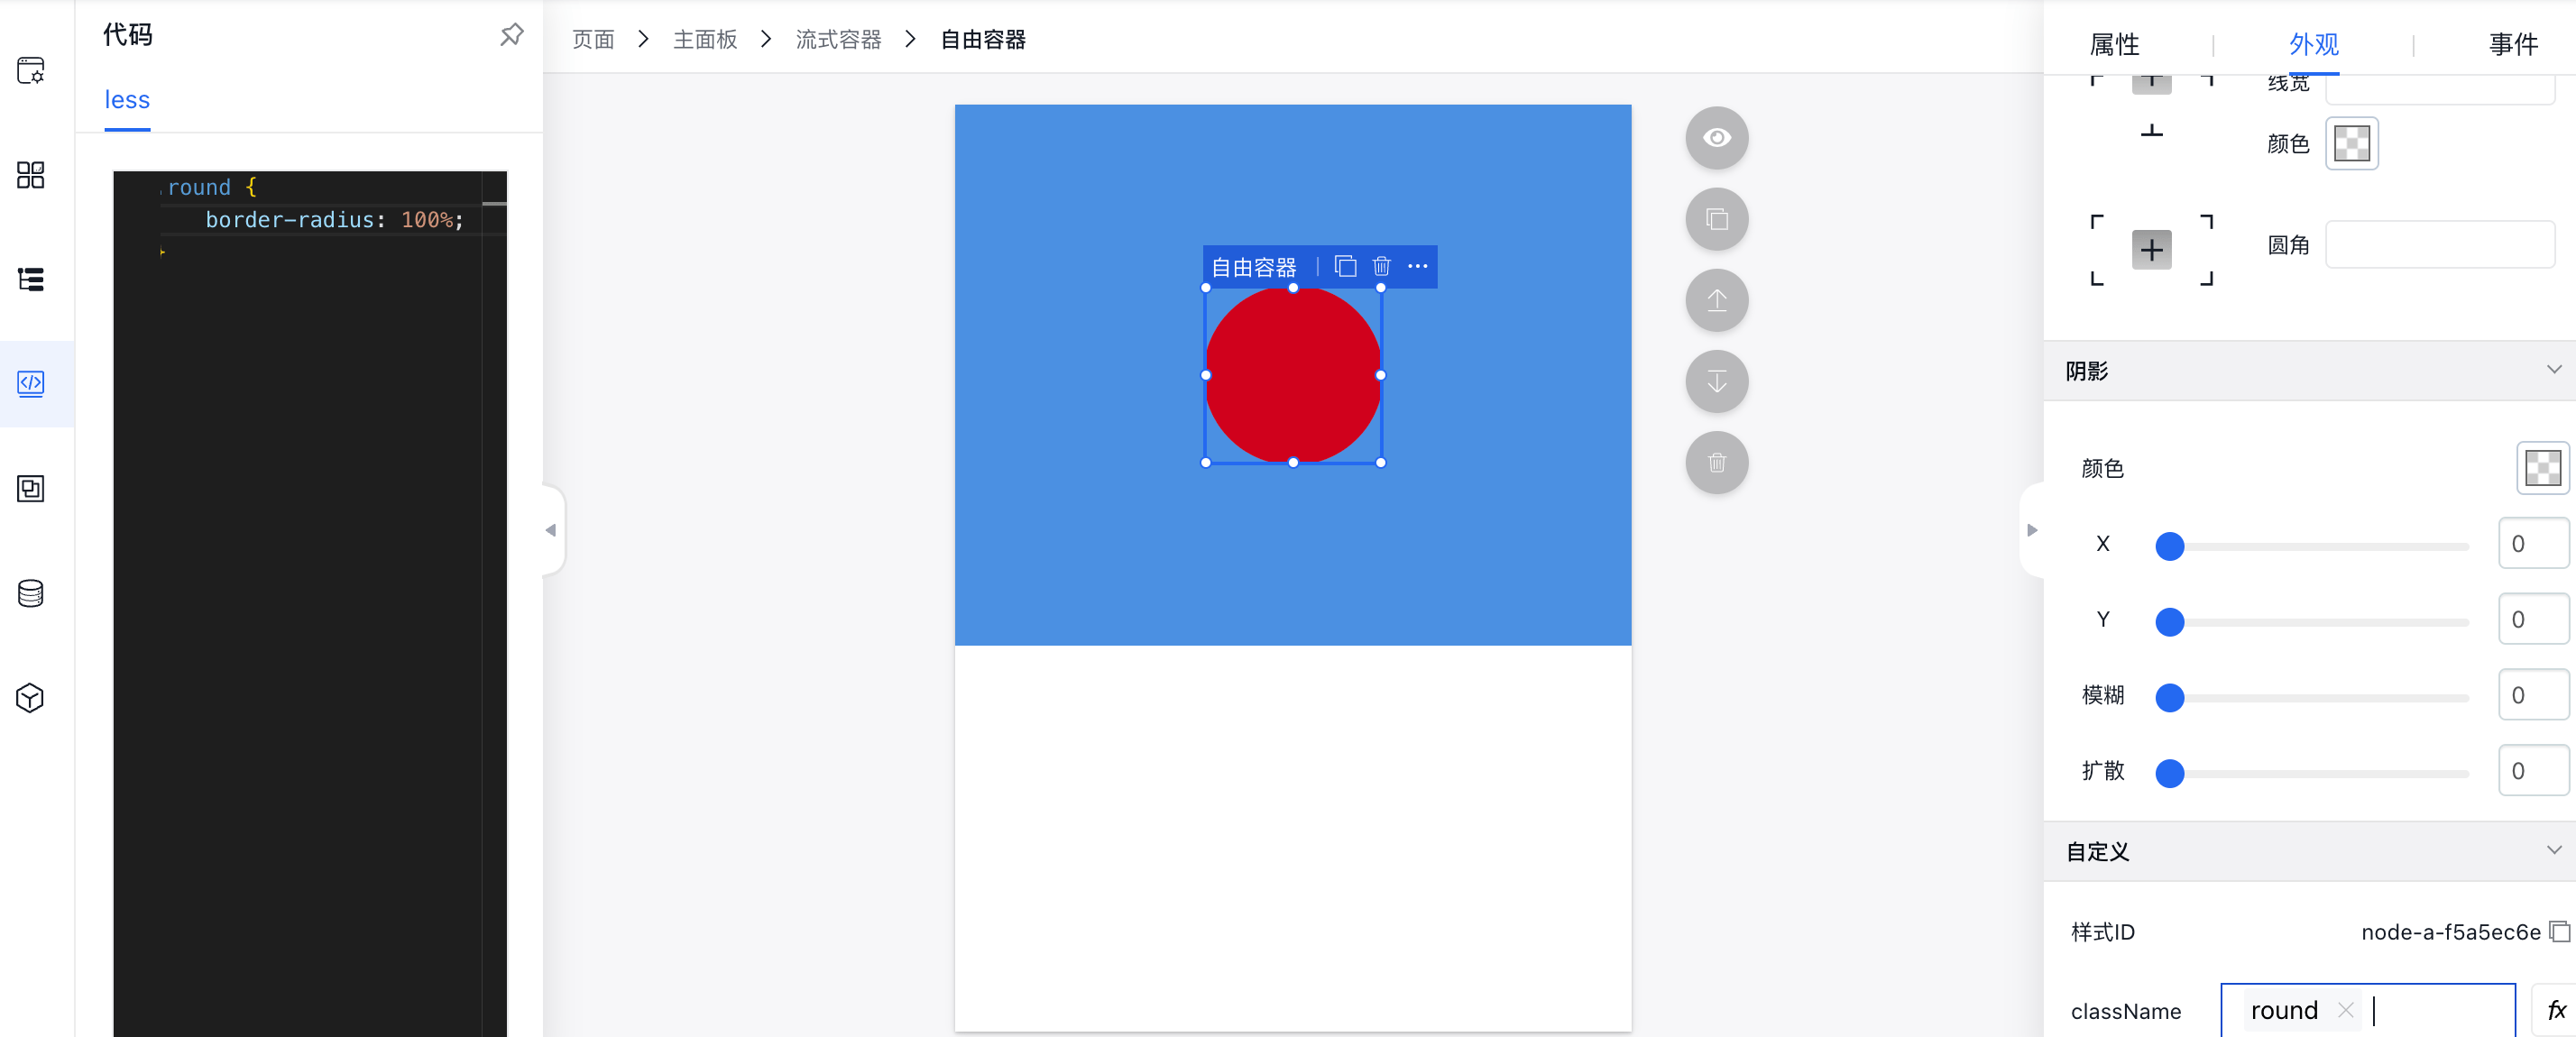 代码
less
.round {
border-radius: 100%;
}
页面 > 主面板 > 流式容器 > 自由容器
自由容器
属性 | 外观 | 事件
线宽
颜色
圆角
阴影
颜色
X 0
Y 0
模糊 0
扩散 0
自定义
样式ID node-a-f5a5ec6e
className round fx